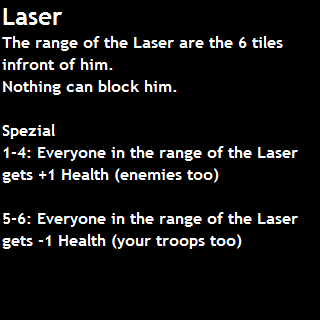 Laser
The range of the Laser are the 6 tiles
infront of him.
Nothing can block him.
Spezial
1-4: Everyone in the range of the Laser
gets +1 Health (enemies too)
5-6: Everyone in the range of the Laser
gets -1 Health (your troops too)